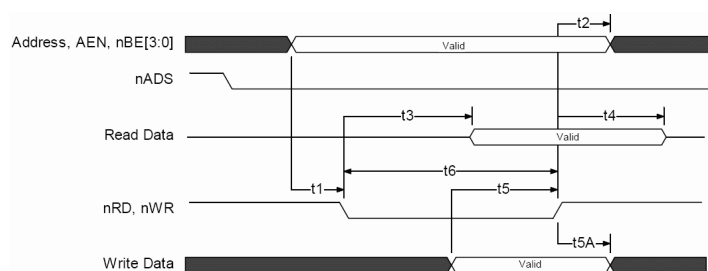 t2
Address, AEN, nBE[3:0]
Valid
nADS
t3
t4
Read Data
Valid
t6
t1
t5
nRD, nWR
t5A
Write Data
Valid